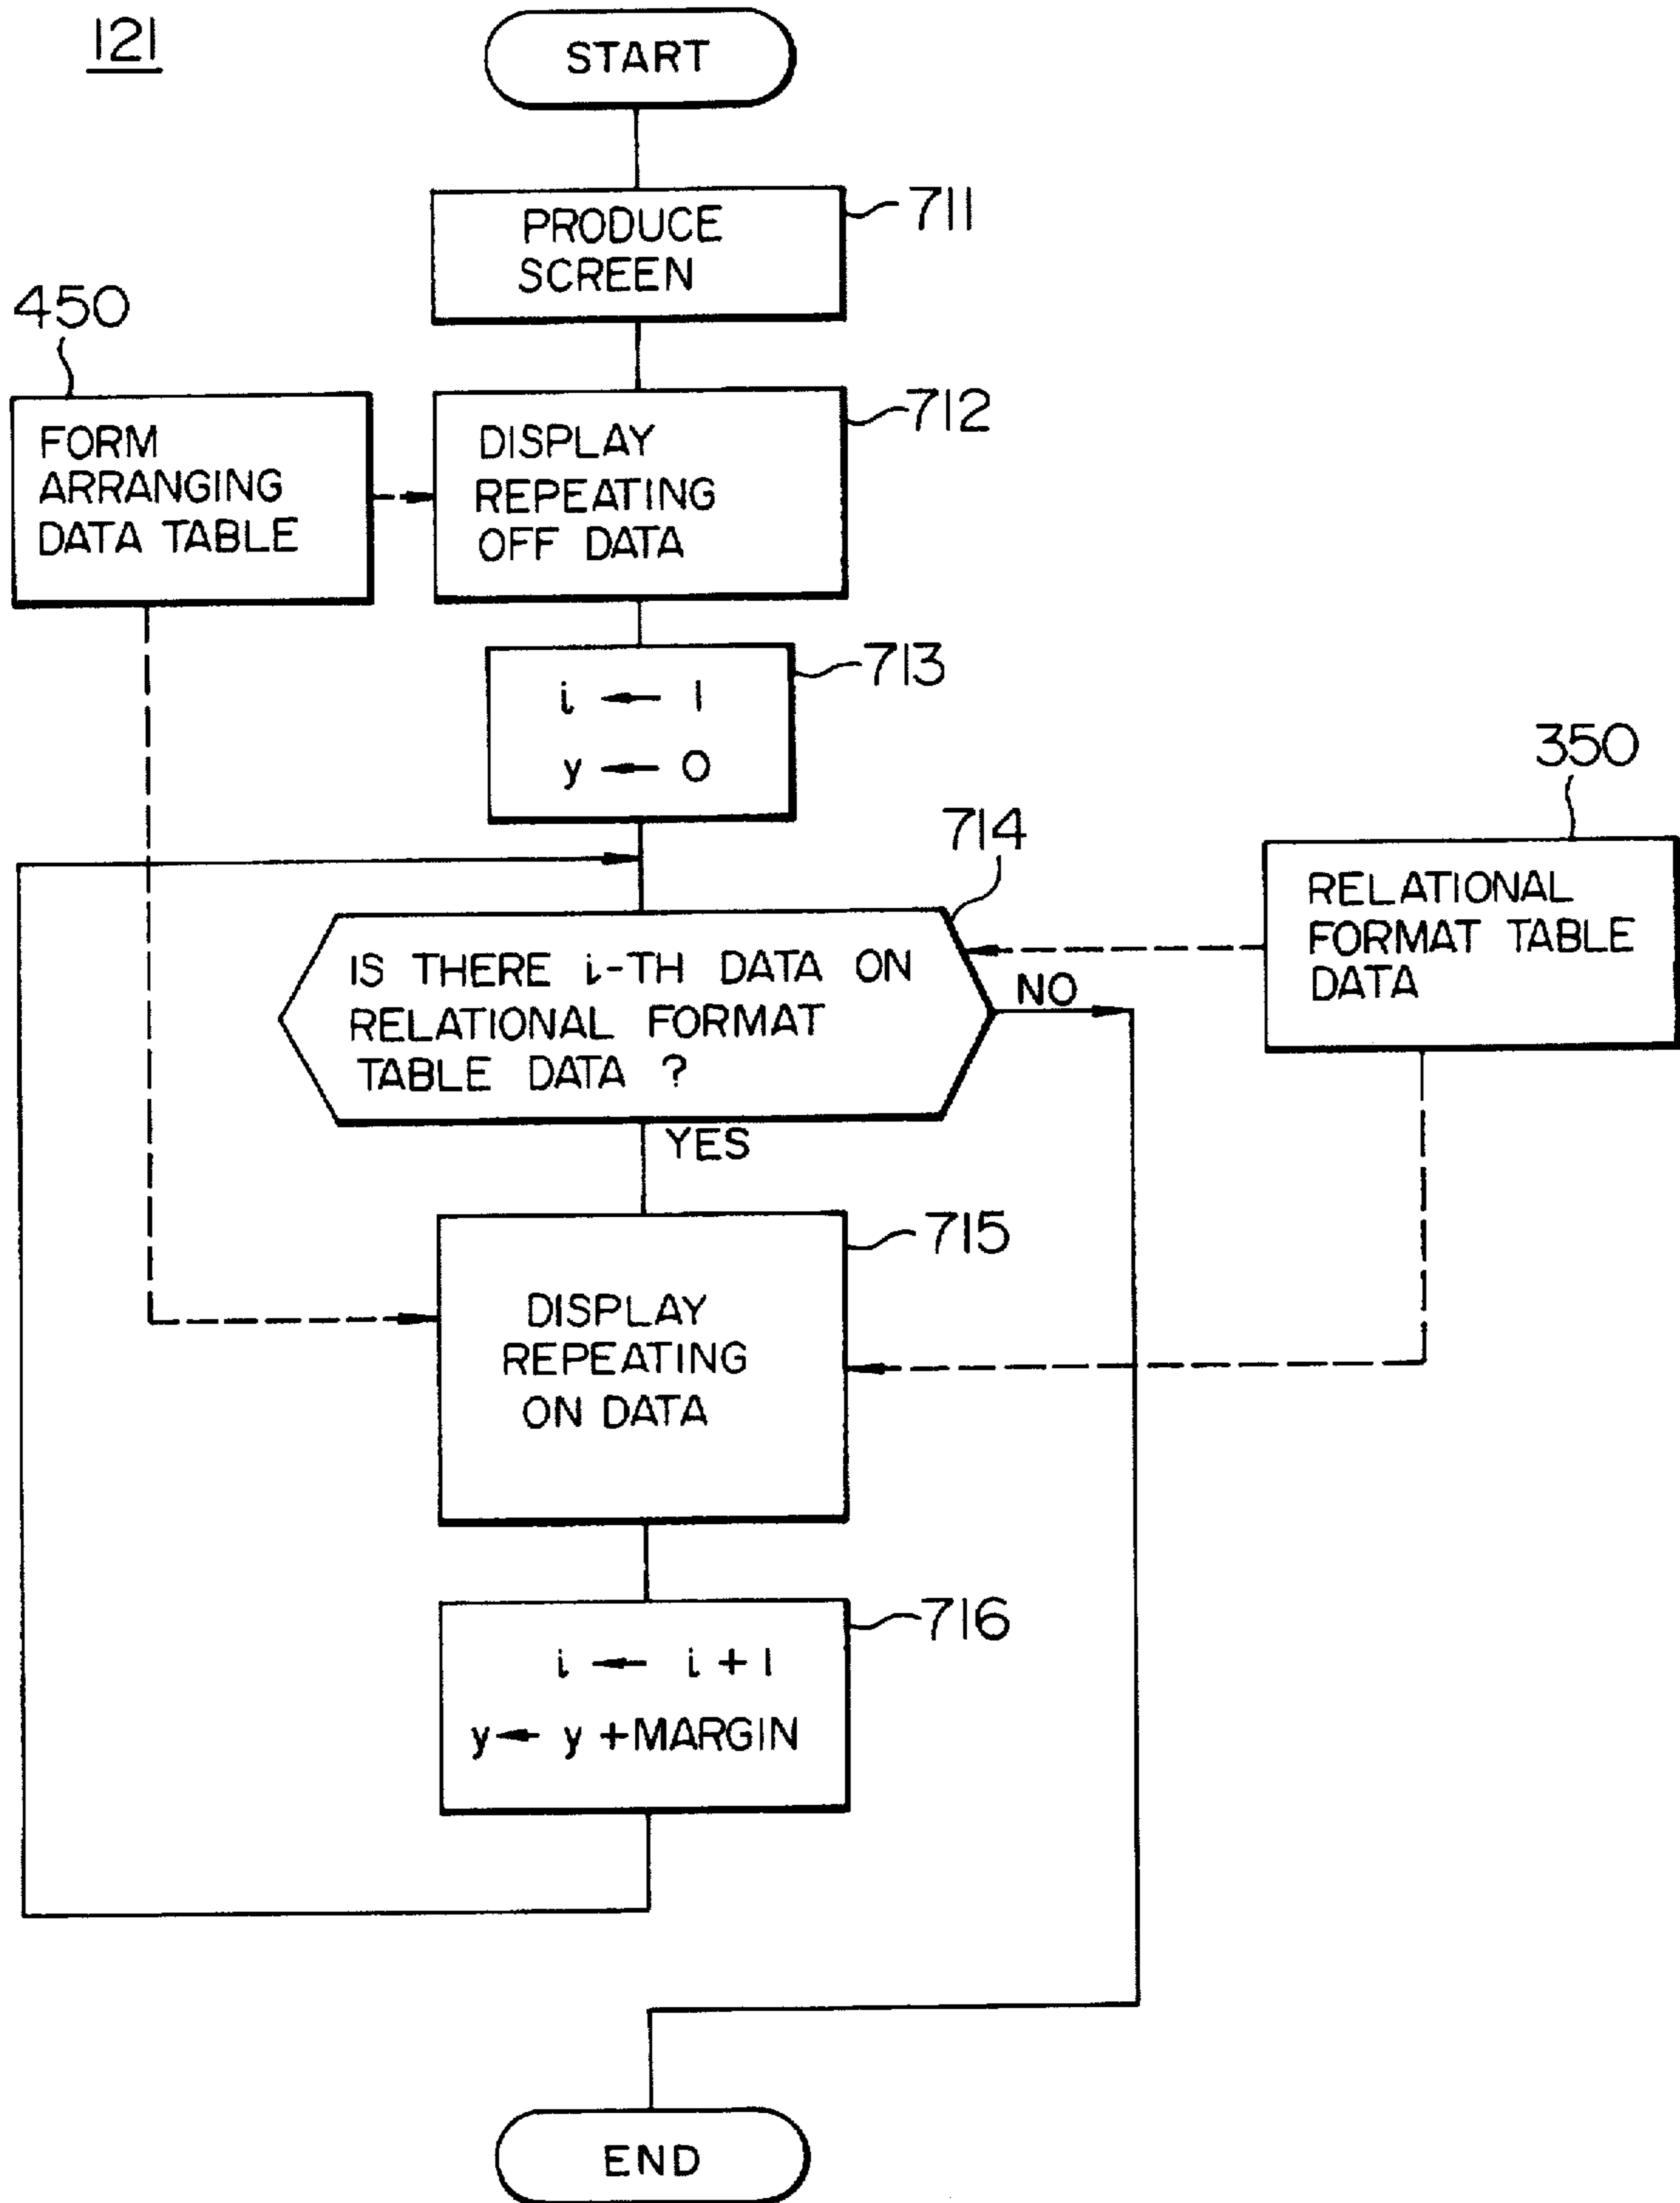 121
START
711
PRODUCE
SCREEN
450
712
FORM
ARRANGING
DATA TABLE
DISPLAY
REPEATING
OFF DATA
713
i ← 1
y ← 0
350
714
RELATIONAL
FORMAT TABLE
DATA
IS THERE i-TH DATA ON
RELATIONAL FORMAT
TABLE DATA ?
NO
YES
715
DISPLAY
REPEATING
ON DATA
716
i ← i + 1
y ← y + MARGIN
END